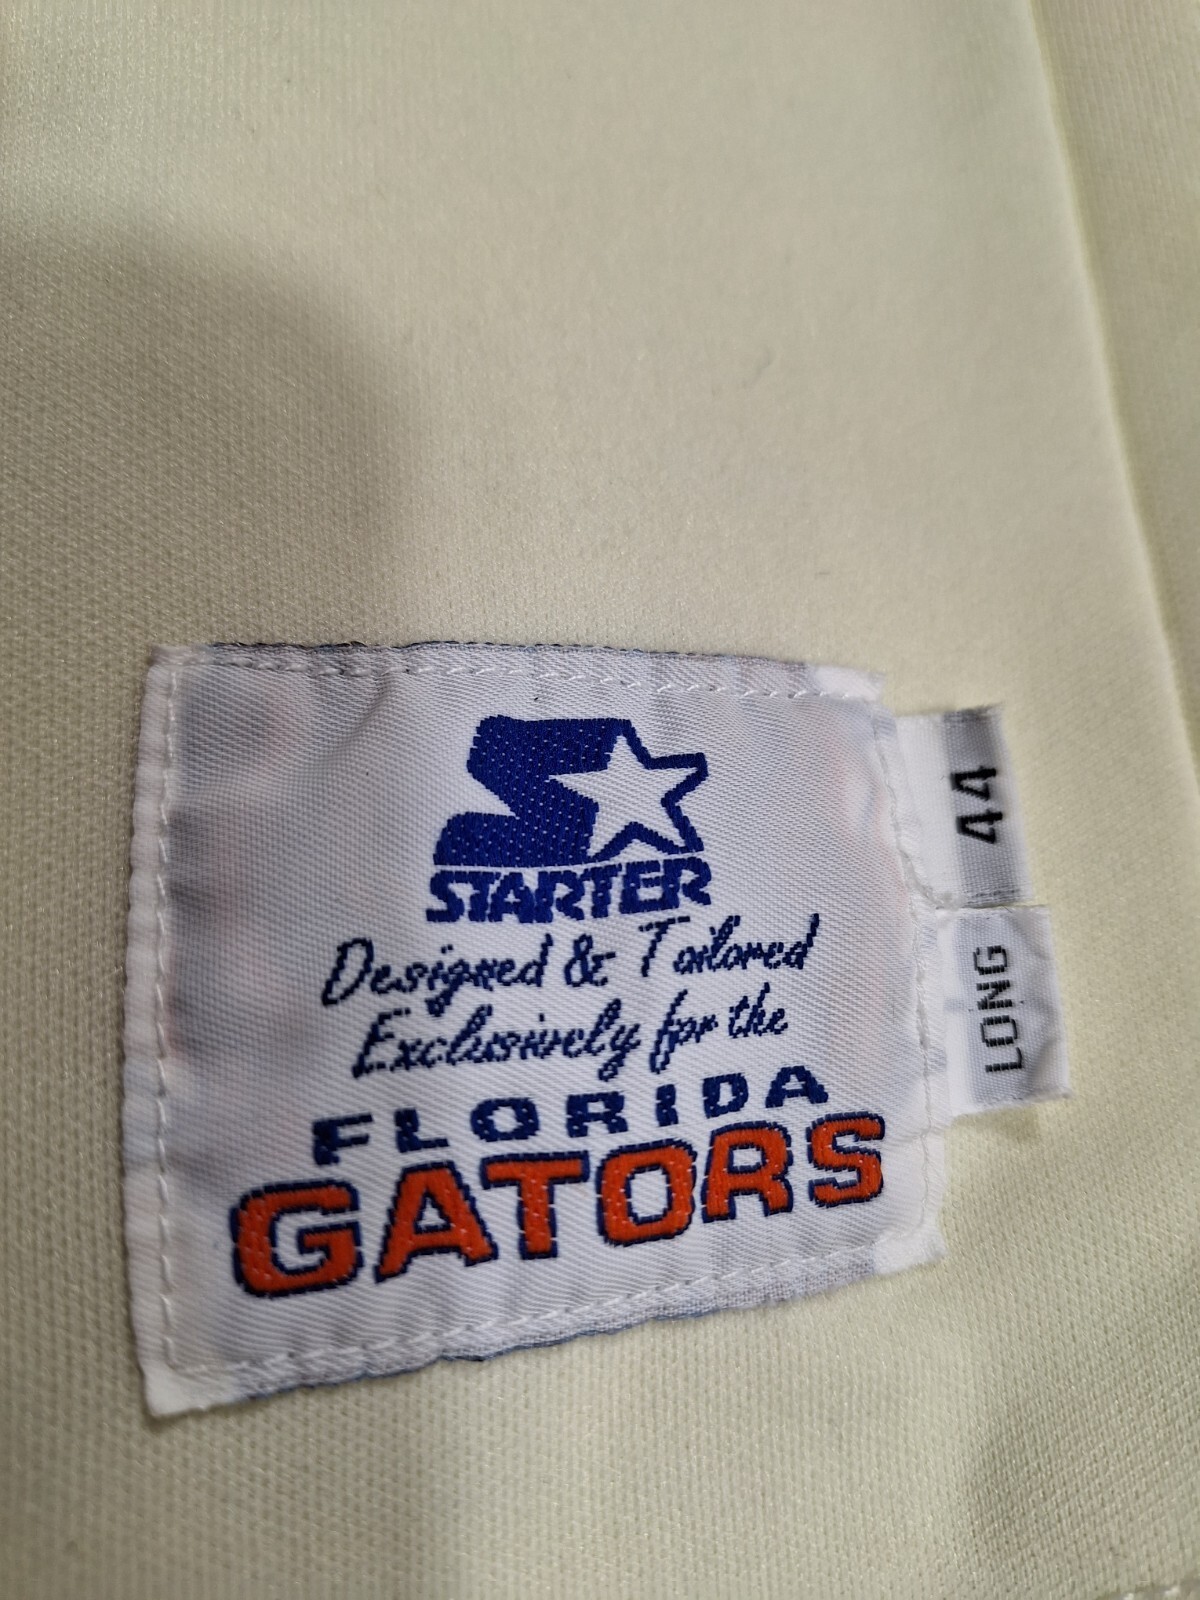 STARTER
Designed & Tailored
Exclusively for the
FLORIDA
GATORS
44
LONG